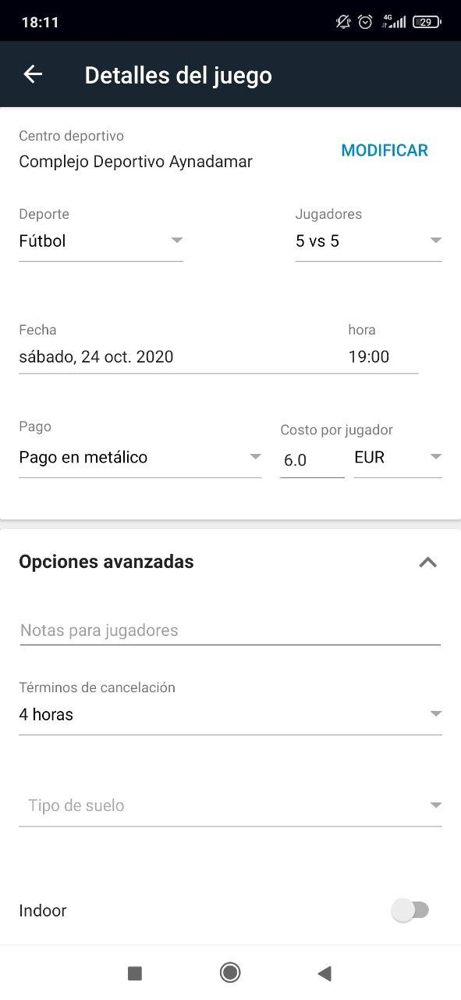 18:11
4G
29
Detalles del juego
Centro deportivo
Complejo Deportivo Aynadamar
MODIFICAR
Deporte
Jugadores
Fútbol
5 vs 5
Fecha
hora
sábado, 24 oct. 2020
19:00
Pago
Costo por jugador
Pago en metálico
6.0
EUR
Opciones avanzadas
Notas para jugadores
Términos de cancelación
4 horas
Tipo de suelo
Indoor